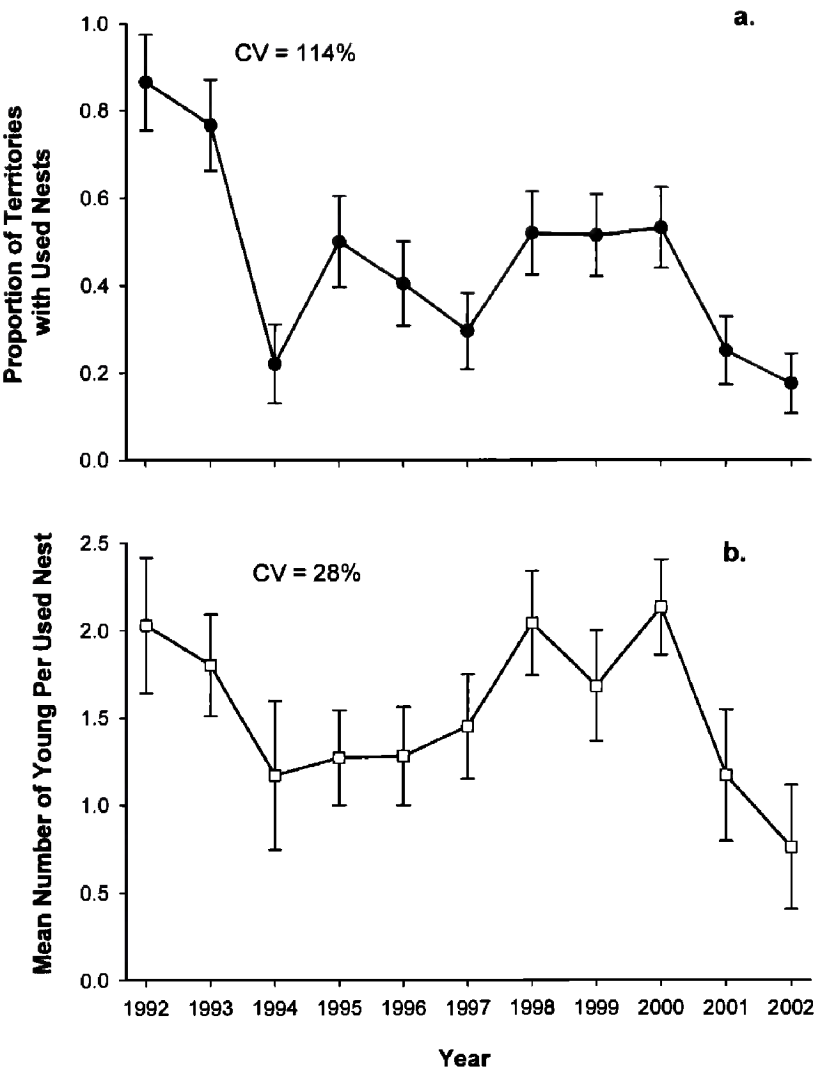 a.
CV = 114%
Proportion of Territories
with Used Nests
1.0
0.8
0.6
0.4
0.2
0.0
b.
CV = 28%
Mean Number of Young Per Used Nest
2.5
2.0
1.5
1.0
0.5
0.0
1992 1993 1994 1995 1996 1997 1998 1999 2000 2001 2002
Year